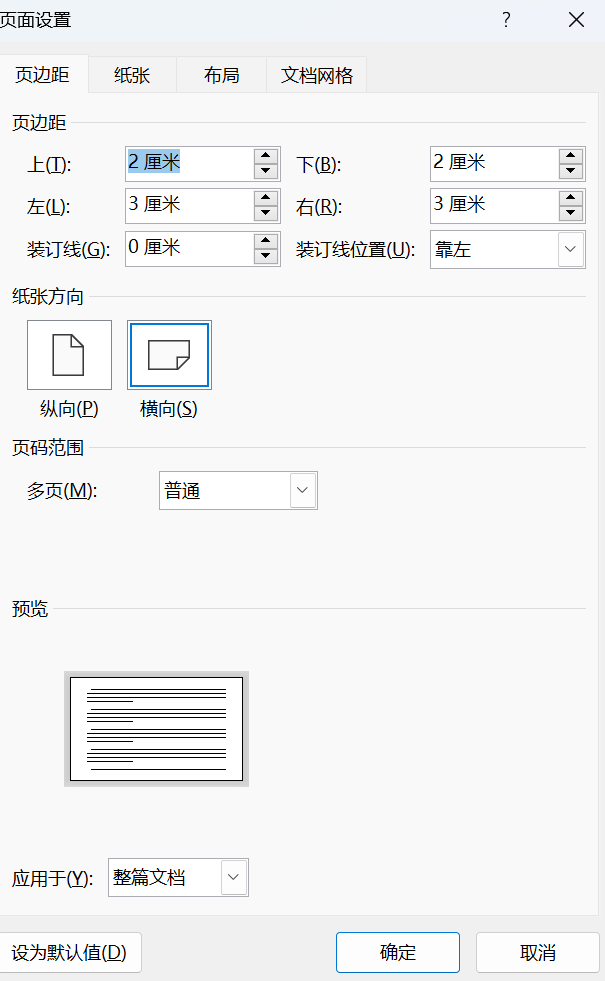 页面设置 ? ×
页边距 纸张 布局 文档网格
页边距
上(T): 2 厘米 下(B): 2 厘米
左(L): 3 厘米 右(R): 3 厘米
装订线(G): 0 厘米 装订线位置(U): 靠左
纸张方向
纵向(P) 横向(S)
页码范围
多页(M): 普通
预览
应用于(Y): 整篇文档
设为默认值(D) 确定 取消